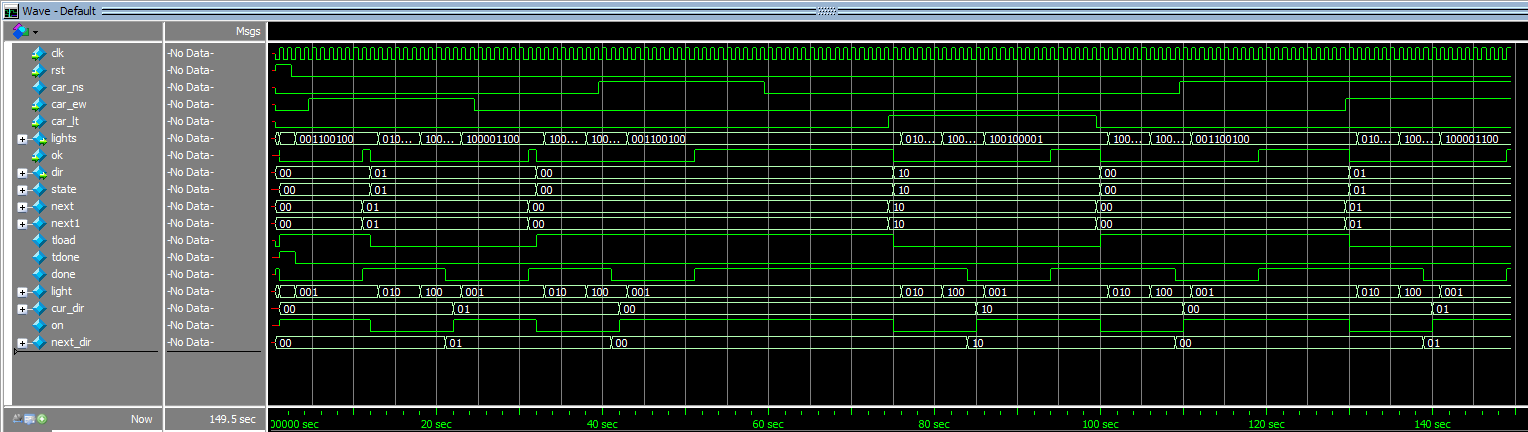 Wave - Default
Msgs
clk -No Data-
rst -No Data-
car_ns -No Data-
car_ew -No Data-
car_lt -No Data-
lights -No Data- 001100100 010... 100... 100001100 100... 100... 001100100 010... 100... 100100001 100... 100... 001100100 010... 100... 100001100
ok -No Data-
dir -No Data- 00 01 00 10 00 01
state -No Data- 00 01 00 10 00 01
next -No Data- 00 01 00 10 00 01
next1 -No Data- 00 01 00 10 00 01
tload -No Data-
tdone -No Data-
done -No Data-
light -No Data- 001 010 100 001 010 100 001 010 100 001 010 100 001 010 100 001
cur_dir -No Data- 00 01 00 10 00 01
on -No Data-
next_dir -No Data- 00 01 00 10 00 01
Now 149.5 sec 00000 sec 20 sec 40 sec 60 sec 80 sec 100 sec 120 sec 140 sec